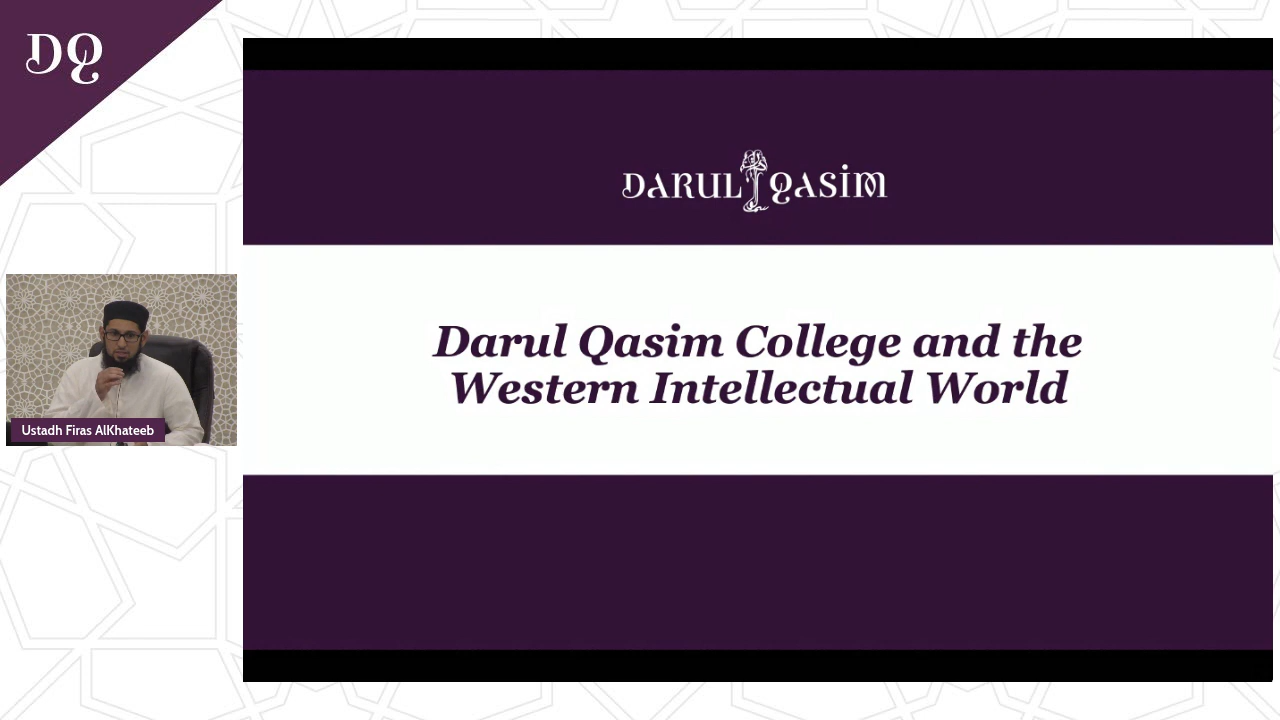 DQ
DARUL QASIM
Darul Qasim College and the
Western Intellectual World
Ustadh Firas AlKhateeb